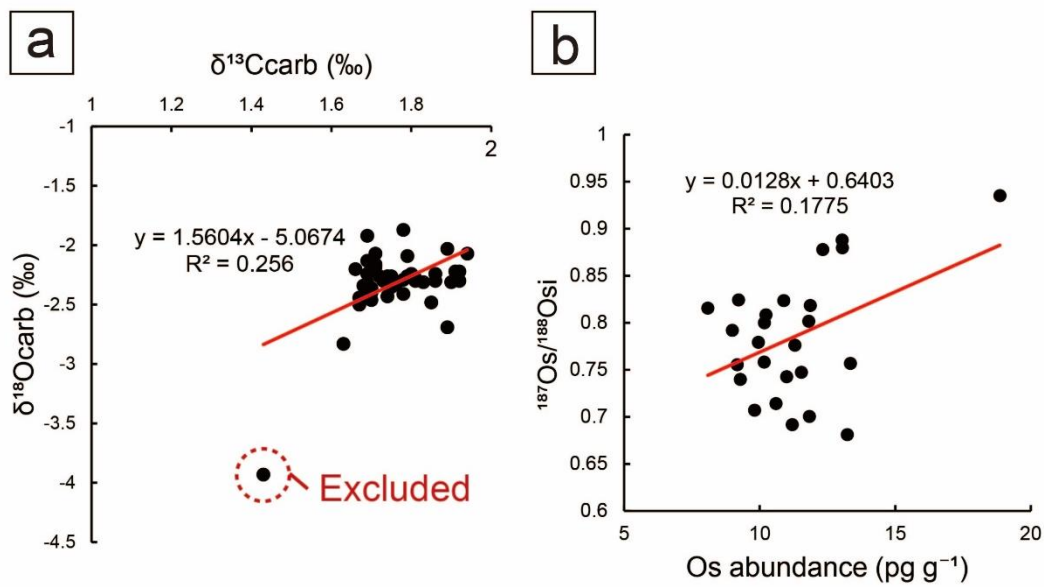 a
δ¹³Ccarb (‰)
1 1.2 1.4 1.6 1.8 2
-1
-1.5
-2
-2.5
-3
-3.5
-4
-4.5
δ¹⁸Ocarb (‰)
y = 1.5604x - 5.0674
R² = 0.256
Excluded
b
1
0.95
0.9
0.85
0.8
0.75
0.7
0.65
0.6
¹⁸⁷Os/¹⁸⁸Osi
y = 0.0128x + 0.6403
R² = 0.1775
5 10 15 20
Os abundance (pg g⁻¹)